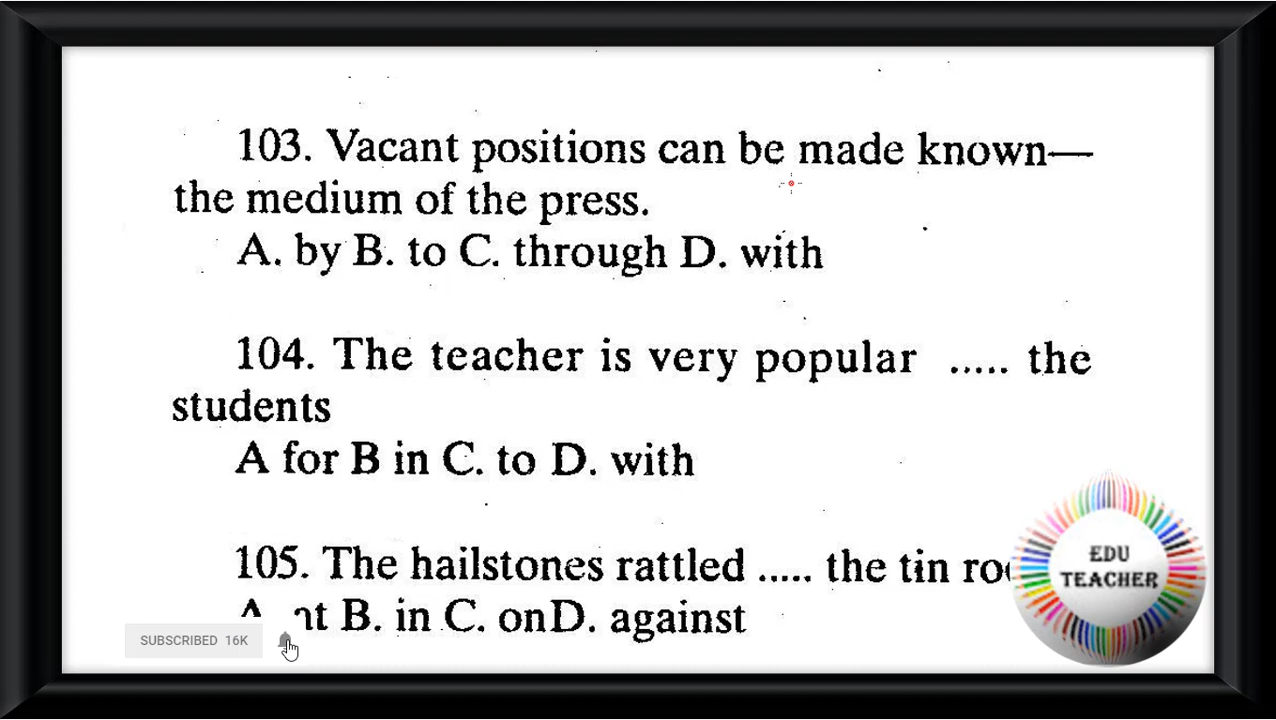 103. Vacant positions can be made known—
the medium of the press.
A. by B. to C. through D. with
104. The teacher is very popular ..... the
students
A for B in C. to D. with
105. The hailstones rattled ..... the tin
B. in C. onD. against
SUBSCRIBED 16K
EDU
TEACHER